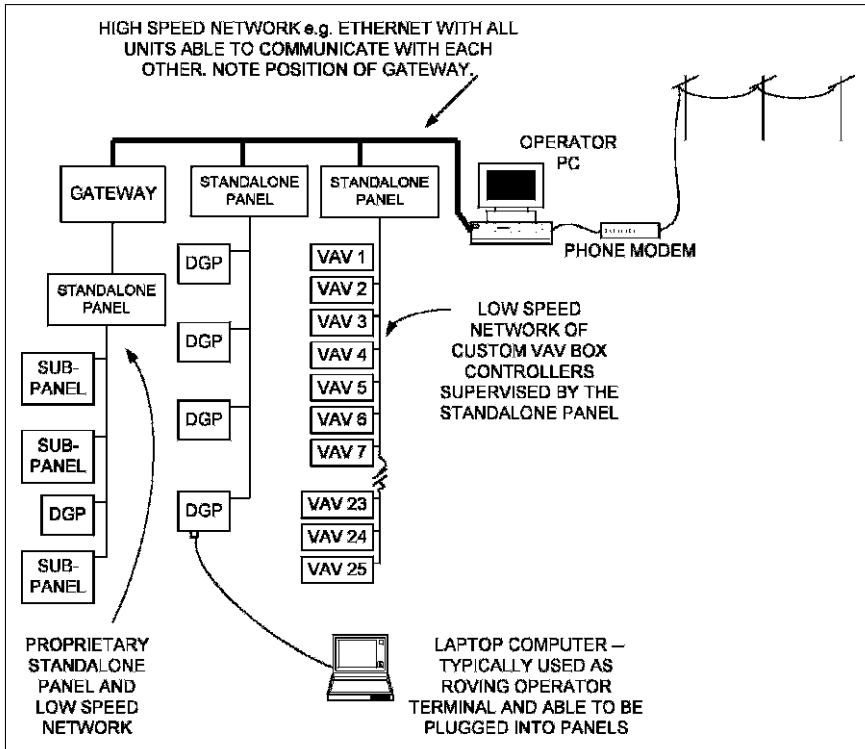 HIGH SPEED NETWORK e.g. ETHERNET WITH ALL
UNITS ABLE TO COMMUNICATE WITH EACH
OTHER. NOTE POSITION OF GATEWAY.
OPERATOR
PC
GATEWAY
STANDALONE
PANEL
STANDALONE
PANEL
PHONE MODEM
STANDALONE
PANEL
SUB-
PANEL
SUB-
PANEL
DGP
SUB-
PANEL
DGP
DGP
DGP
DGP
VAV 1
VAV 2
VAV 3
VAV 4
VAV 5
VAV 6
VAV 7
VAV 23
VAV 24
VAV 25
LOW SPEED
NETWORK OF
CUSTOM VAV BOX
CONTROLLERS
SUPERVISED BY THE
STANDALONE PANEL
PROPRIETARY
STANDALONE
PANEL AND
LOW SPEED
NETWORK
LAPTOP COMPUTER –
TYPICALLY USED AS
ROVING OPERATOR
TERMINAL AND ABLE TO BE
PLUGGED INTO PANELS